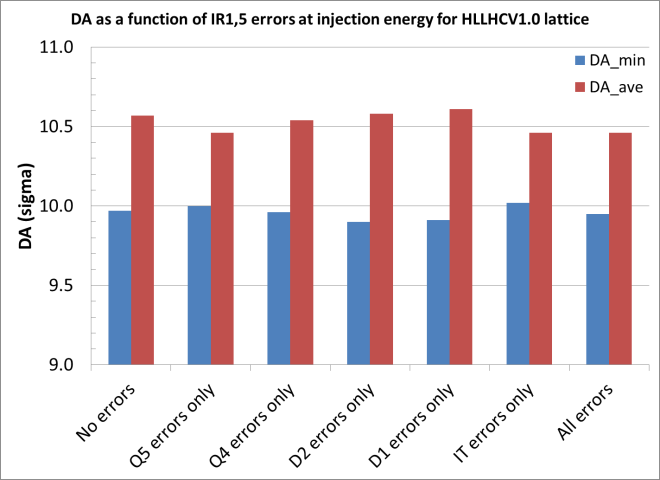 DA as a function of IR1,5 errors at injection energy for HLLHCV1.0 lattice
DA_min
DA_ave
11.0
10.5
10.0
9.5
9.0
DA (sigma)
No errors
Q5 errors only
Q4 errors only
D2 errors only
D1 errors only
IT errors only
All errors